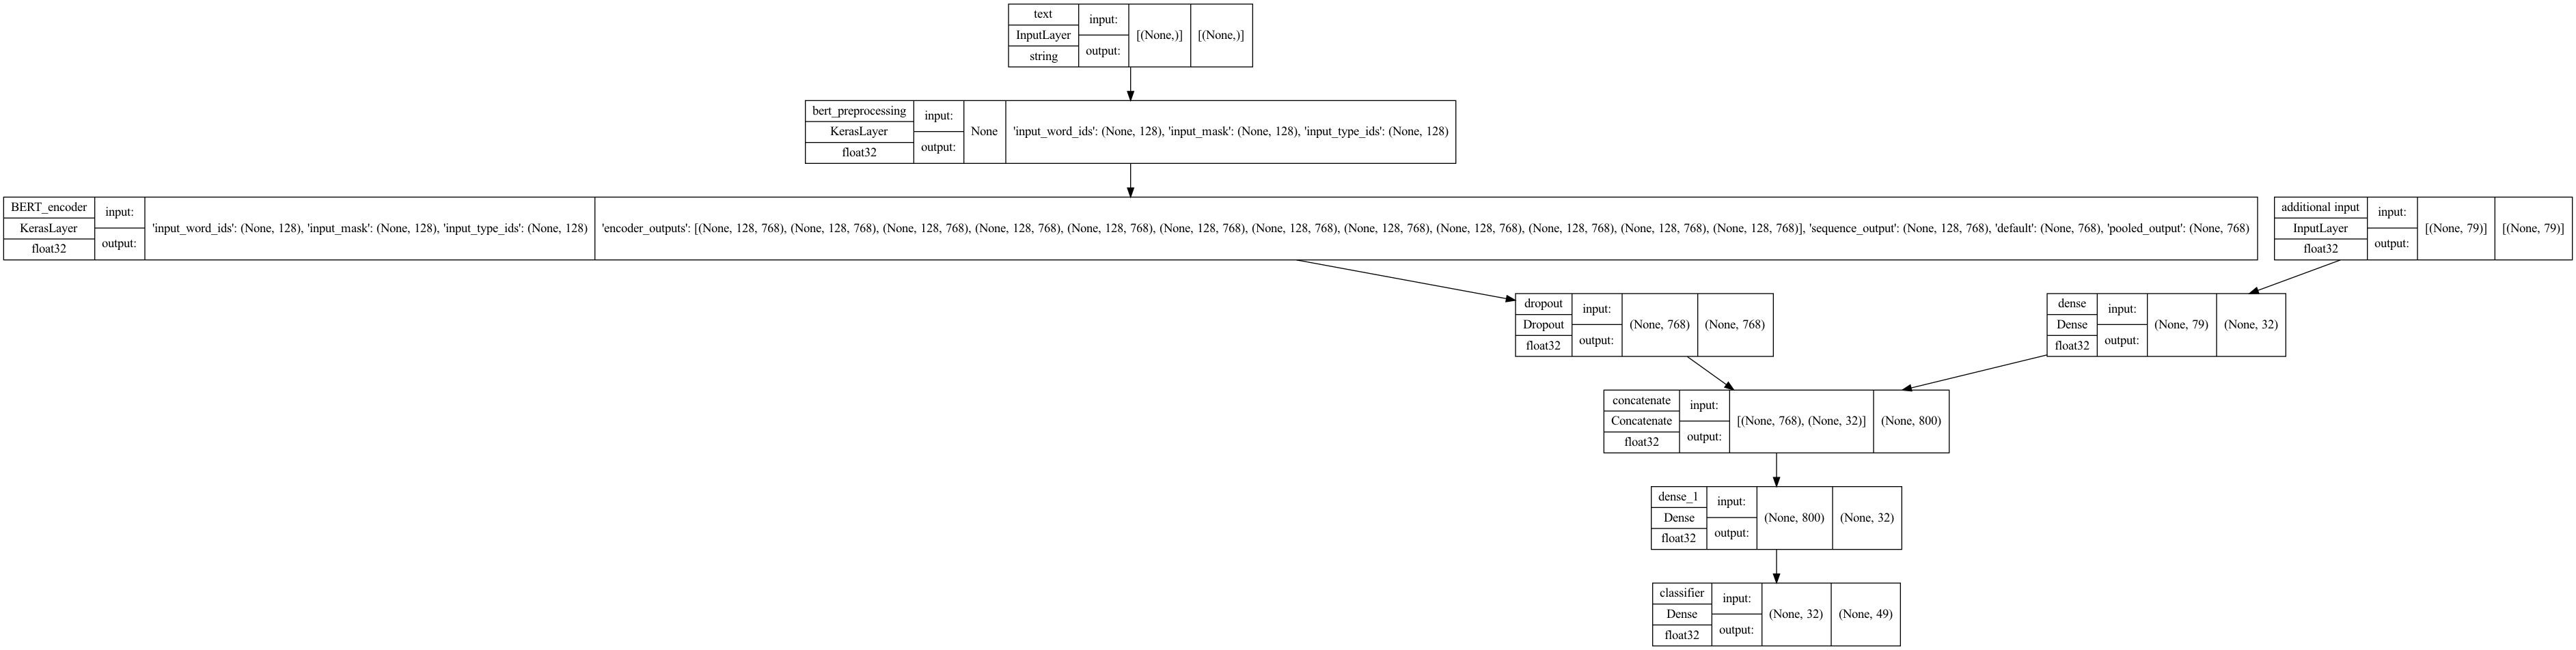 text
InputLayer
string
input:
output:
[(None,)]
[(None,)]
bert_preprocessing
KerasLayer
float32
input:
output:
None
'input_word_ids': (None, 128), 'input_mask': (None, 128), 'input_type_ids': (None, 128)
BERT_encoder
KerasLayer
float32
input:
output:
'input_word_ids': (None, 128), 'input_mask': (None, 128), 'input_type_ids': (None, 128)
'encoder_outputs': [(None, 128, 768), (None, 128, 768), (None, 128, 768), (None, 128, 768), (None, 128, 768), (None, 128, 768), (None, 128, 768), (None, 128, 768), (None, 128, 768), (None, 128, 768), (None, 128, 768), (None, 128, 768)], 'sequence_output': (None, 128, 768), 'default': (None, 768), 'pooled_output': (None, 768)
additional input
InputLayer
float32
input:
output:
[(None, 79)]
[(None, 79)]
dropout
Dropout
float32
input:
output:
(None, 768)
(None, 768)
dense
Dense
float32
input:
output:
(None, 79)
(None, 32)
concatenate
Concatenate
float32
input:
output:
[(None, 768), (None, 32)]
(None, 800)
dense_1
Dense
float32
input:
output:
(None, 800)
(None, 32)
classifier
Dense
float32
input:
output:
(None, 32)
(None, 49)